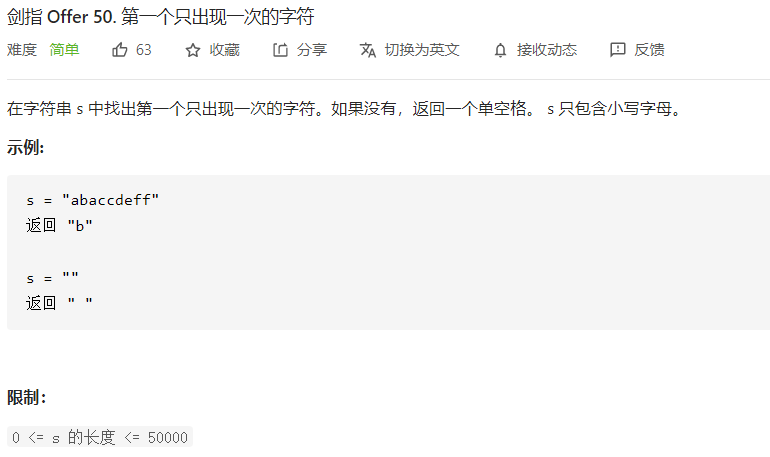 剑指 Offer 50. 第一个只出现一次的字符
难度 简单 63 收藏 分享 切换为英文 接收动态 反馈
在字符串 s 中找出第一个只出现一次的字符。如果没有，返回一个单空格。 s 只包含小写字母。
示例:
s = "abaccdeff"
返回 "b"
s = ""
返回 " "
限制：
0 <= s 的长度 <= 50000